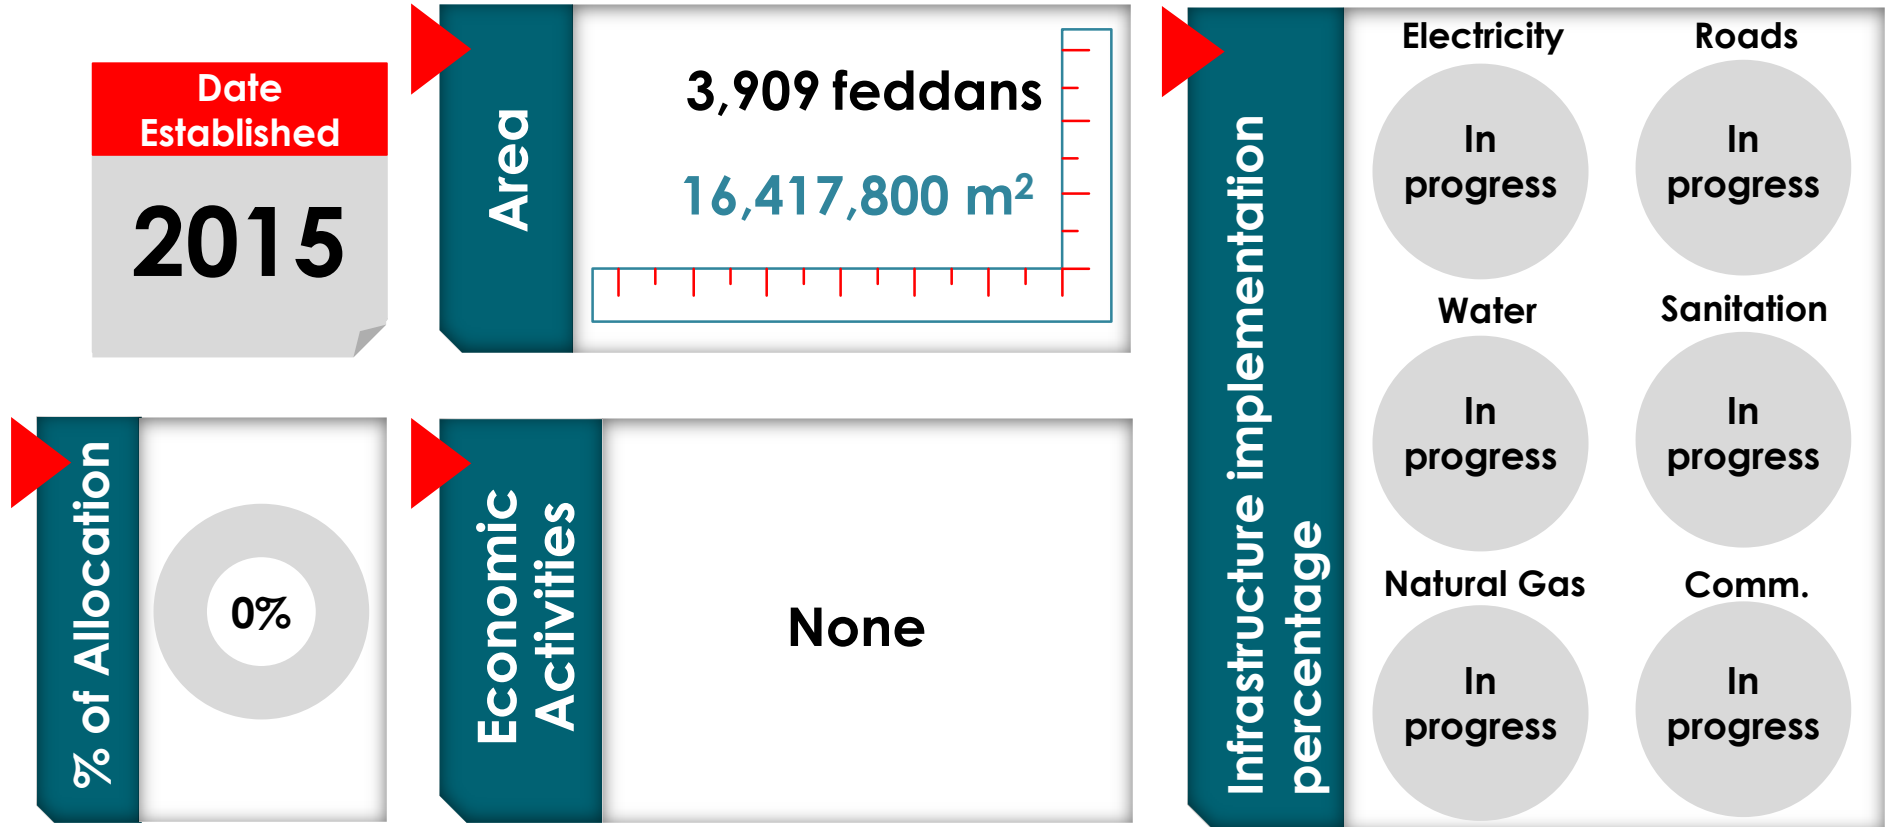 Date
Established
2015
Area
3,909 feddans
16,417,800 m²
% of Allocation
0%
Economic
Activities
None
Infrastructure implementation
percentage
Electricity
In
progress
Roads
In
progress
Water
In
progress
Sanitation
In
progress
Natural Gas
In
progress
Comm.
In
progress